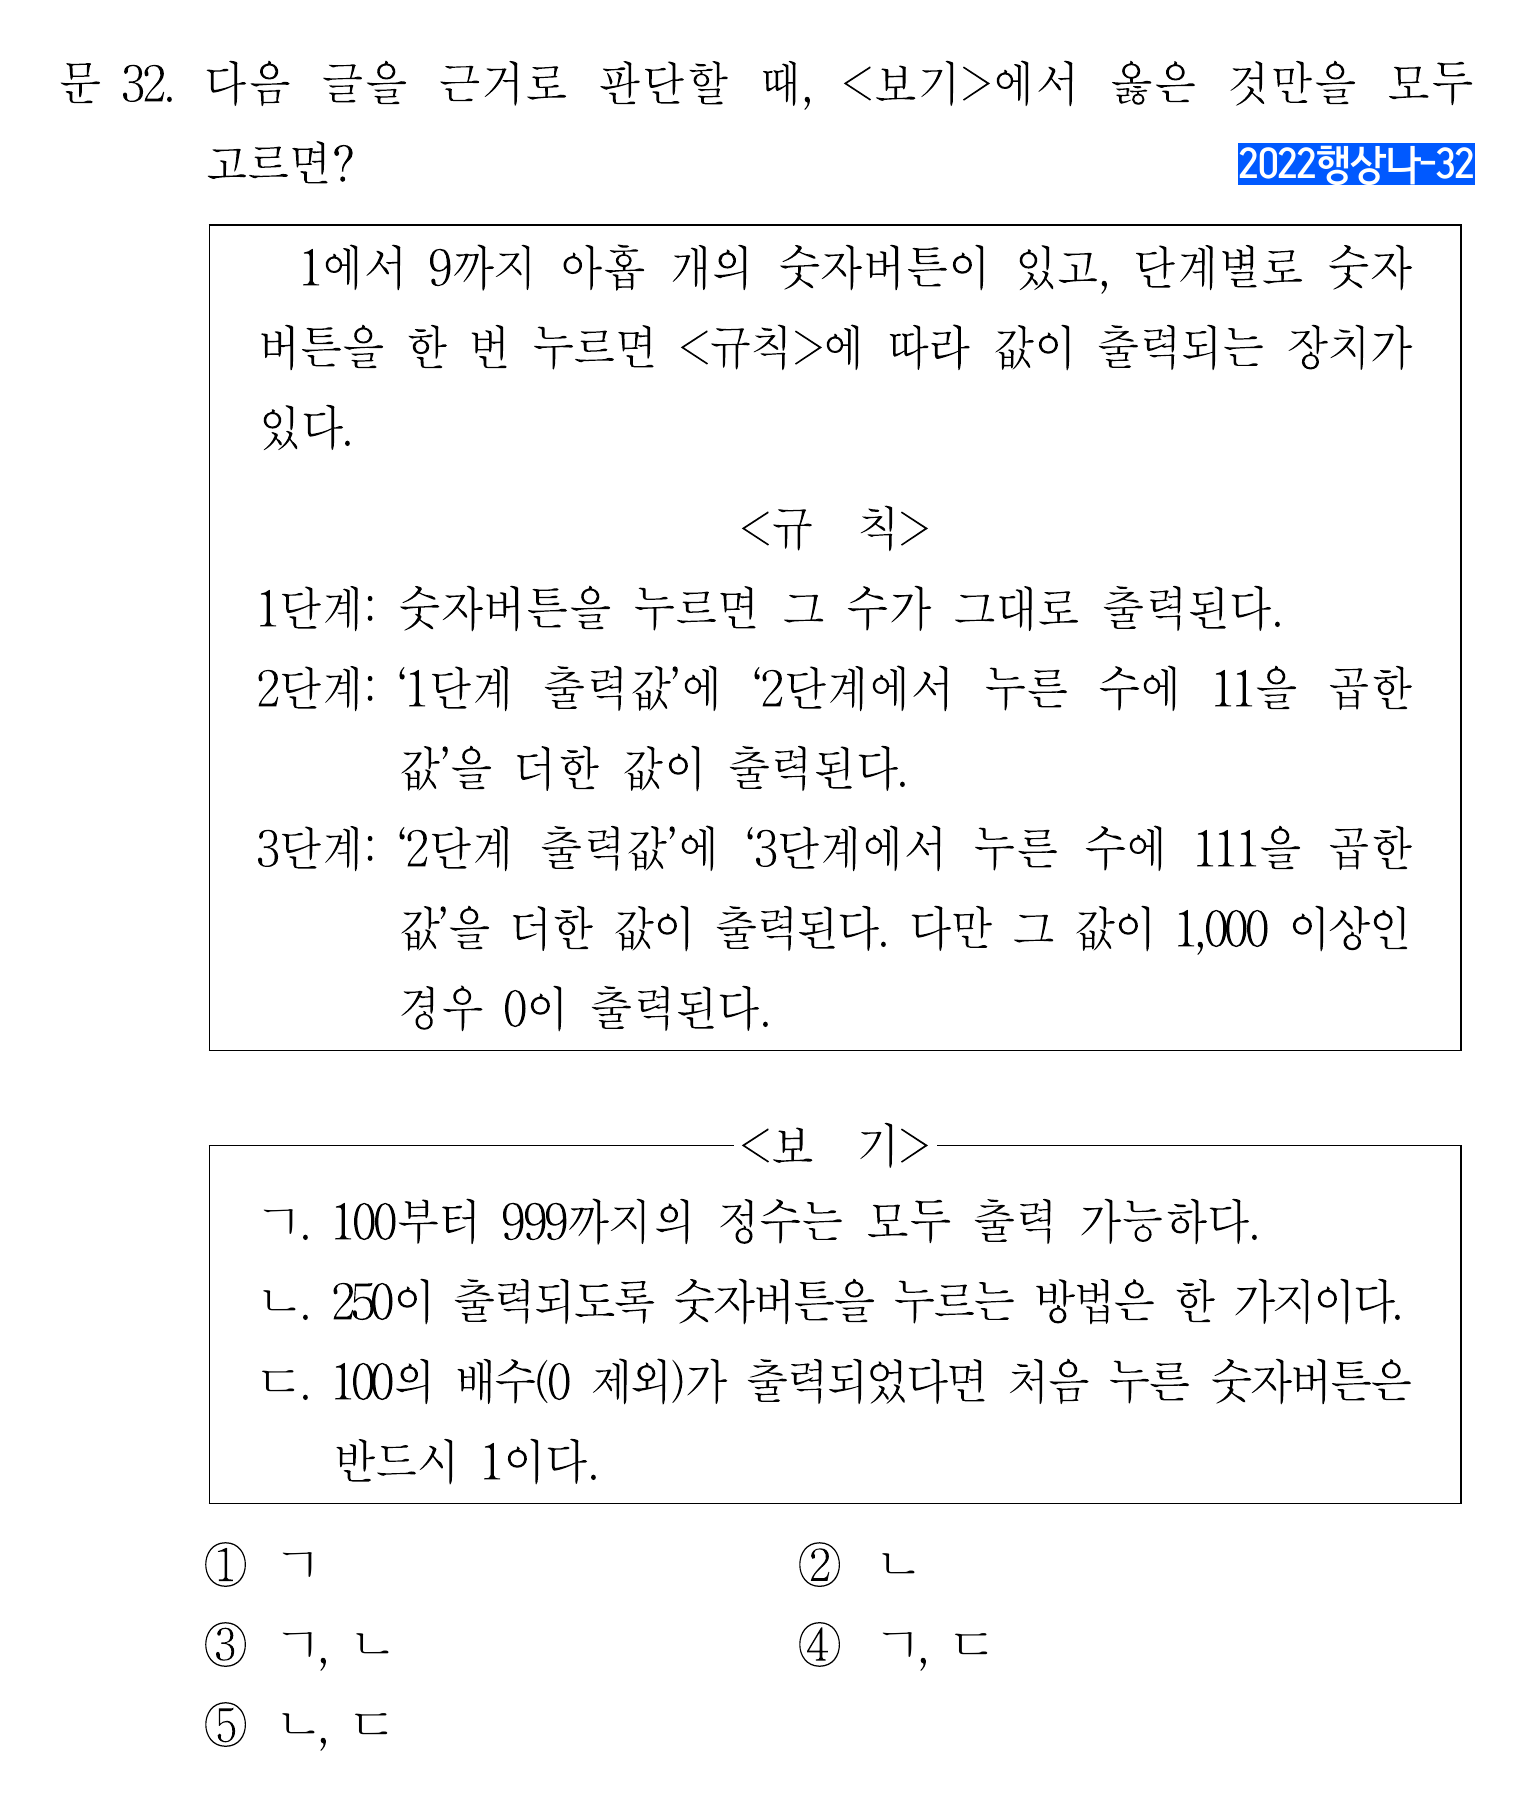 문 32. 다음 글을 근거로 판단할 때, <보기>에서 옳은 것만을 모두
고르면?
2022행상나-32
1에서 9까지 아홉 개의 숫자버튼이 있고, 단계별로 숫자
버튼을 한 번 누르면 <규칙>에 따라 값이 출력되는 장치가
있다.
<규 칙>
1단계: 숫자버튼을 누르면 그 수가 그대로 출력된다.
2단계: ‘1단계 출력값’에 ‘2단계에서 누른 수에 11을 곱한
값’을 더한 값이 출력된다.
3단계: ‘2단계 출력값’에 ‘3단계에서 누른 수에 111을 곱한
값’을 더한 값이 출력된다. 다만 그 값이 1,000 이상인
경우 0이 출력된다.
<보 기>
ㄱ. 100부터 999까지의 정수는 모두 출력 가능하다.
ㄴ. 250이 출력되도록 숫자버튼을 누르는 방법은 한 가지이다.
ㄷ. 100의 배수(0 제외)가 출력되었다면 처음 누른 숫자버튼은
반드시 1이다.
① ㄱ
② ㄴ
③ ㄱ, ㄴ
④ ㄱ, ㄷ
⑤ ㄴ, ㄷ